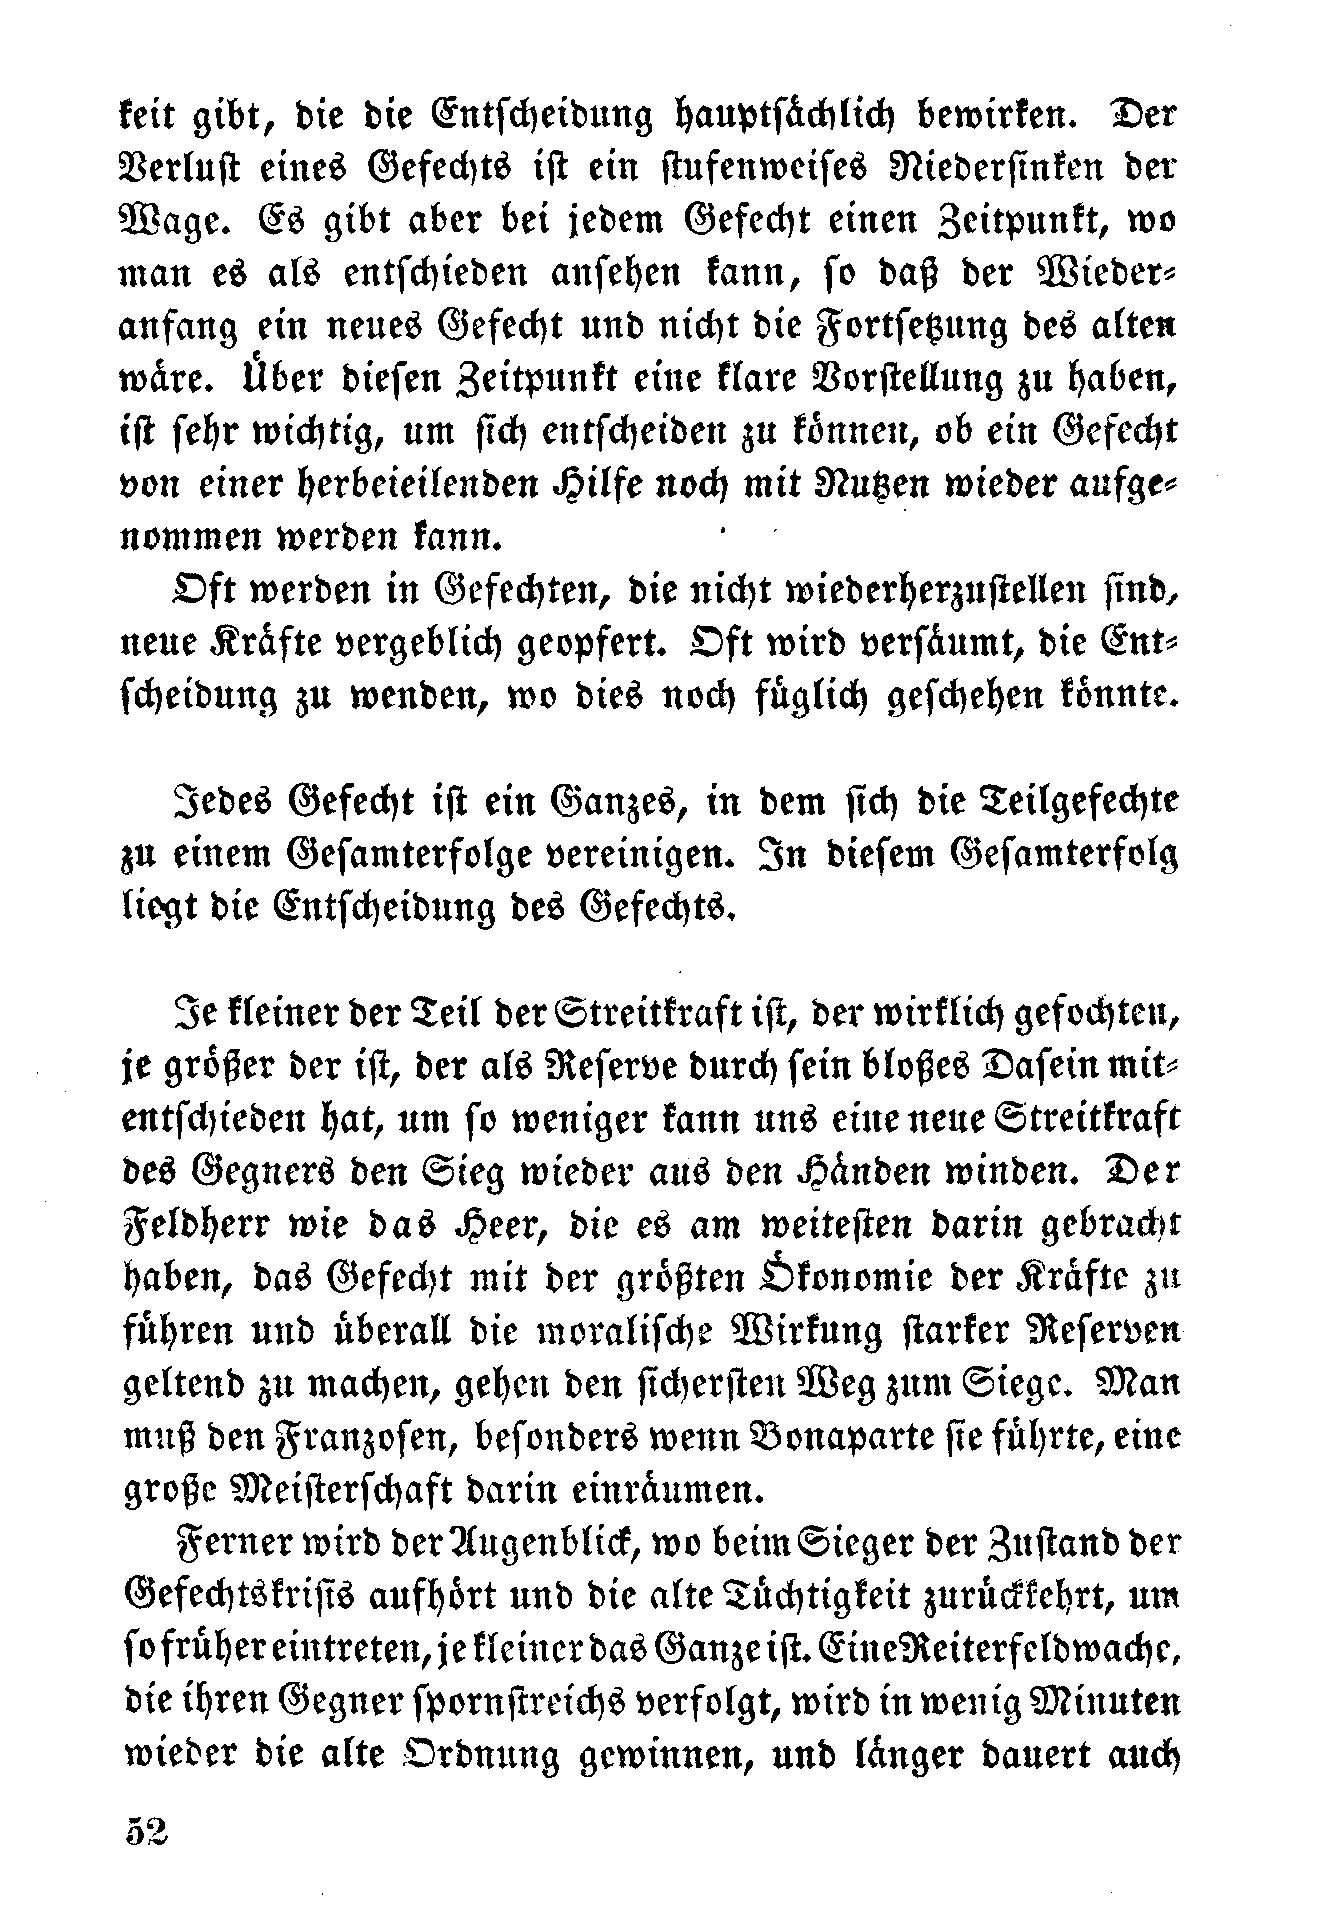 keit gibt, die die Entscheidung hauptsächlich bewirken. Der
Verlust eines Gefechts ist ein stufenweises Niedersinken der
Wage. Es gibt aber bei jedem Gefecht einen Zeitpunkt, wo
man es als entschieden ansehen kann, so daß der Wieder-
anfang ein neues Gefecht und nicht die Fortsetzung des alten
wäre. Über diesen Zeitpunkt eine klare Vorstellung zu haben,
ist sehr wichtig, um sich entscheiden zu können, ob ein Gefecht
von einer herbeieilenden Hilfe noch mit Nutzen wieder aufge-
nommen werden kann.
Oft werden in Gefechten, die nicht wiederherzustellen sind,
neue Kräfte vergeblich geopfert. Oft wird versäumt, die Ent-
scheidung zu wenden, wo dies noch füglich geschehen könnte.
Jedes Gefecht ist ein Ganzes, in dem sich die Teilgefechte
zu einem Gesamterfolge vereinigen. In diesem Gesamterfolg
liegt die Entscheidung des Gefechts.
Je kleiner der Teil der Streitkraft ist, der wirklich gefochten,
je größer der ist, der als Reserve durch sein bloßes Dasein mit-
entschieden hat, um so weniger kann uns eine neue Streitkraft
des Gegners den Sieg wieder aus den Händen winden. Der
Feldherr wie das Heer, die es am weitesten darin gebracht
haben, das Gefecht mit der größten Ökonomie der Kräfte zu
führen und überall die moralische Wirkung starker Reserven
geltend zu machen, gehen den sichersten Weg zum Siege. Man
muß den Franzosen, besonders wenn Bonaparte sie führte, eine
große Meisterschaft darin einräumen.
Ferner wird der Augenblick, wo beim Sieger der Zustand der
Gefechtskrisis aufhört und die alte Tüchtigkeit zurückkehrt, um
so früher eintreten, je kleiner das Ganze ist. Eine Reiterfeldwache,
die ihren Gegner spornstreichs verfolgt, wird in wenig Minuten
wieder die alte Ordnung gewinnen, und länger dauert auch
52